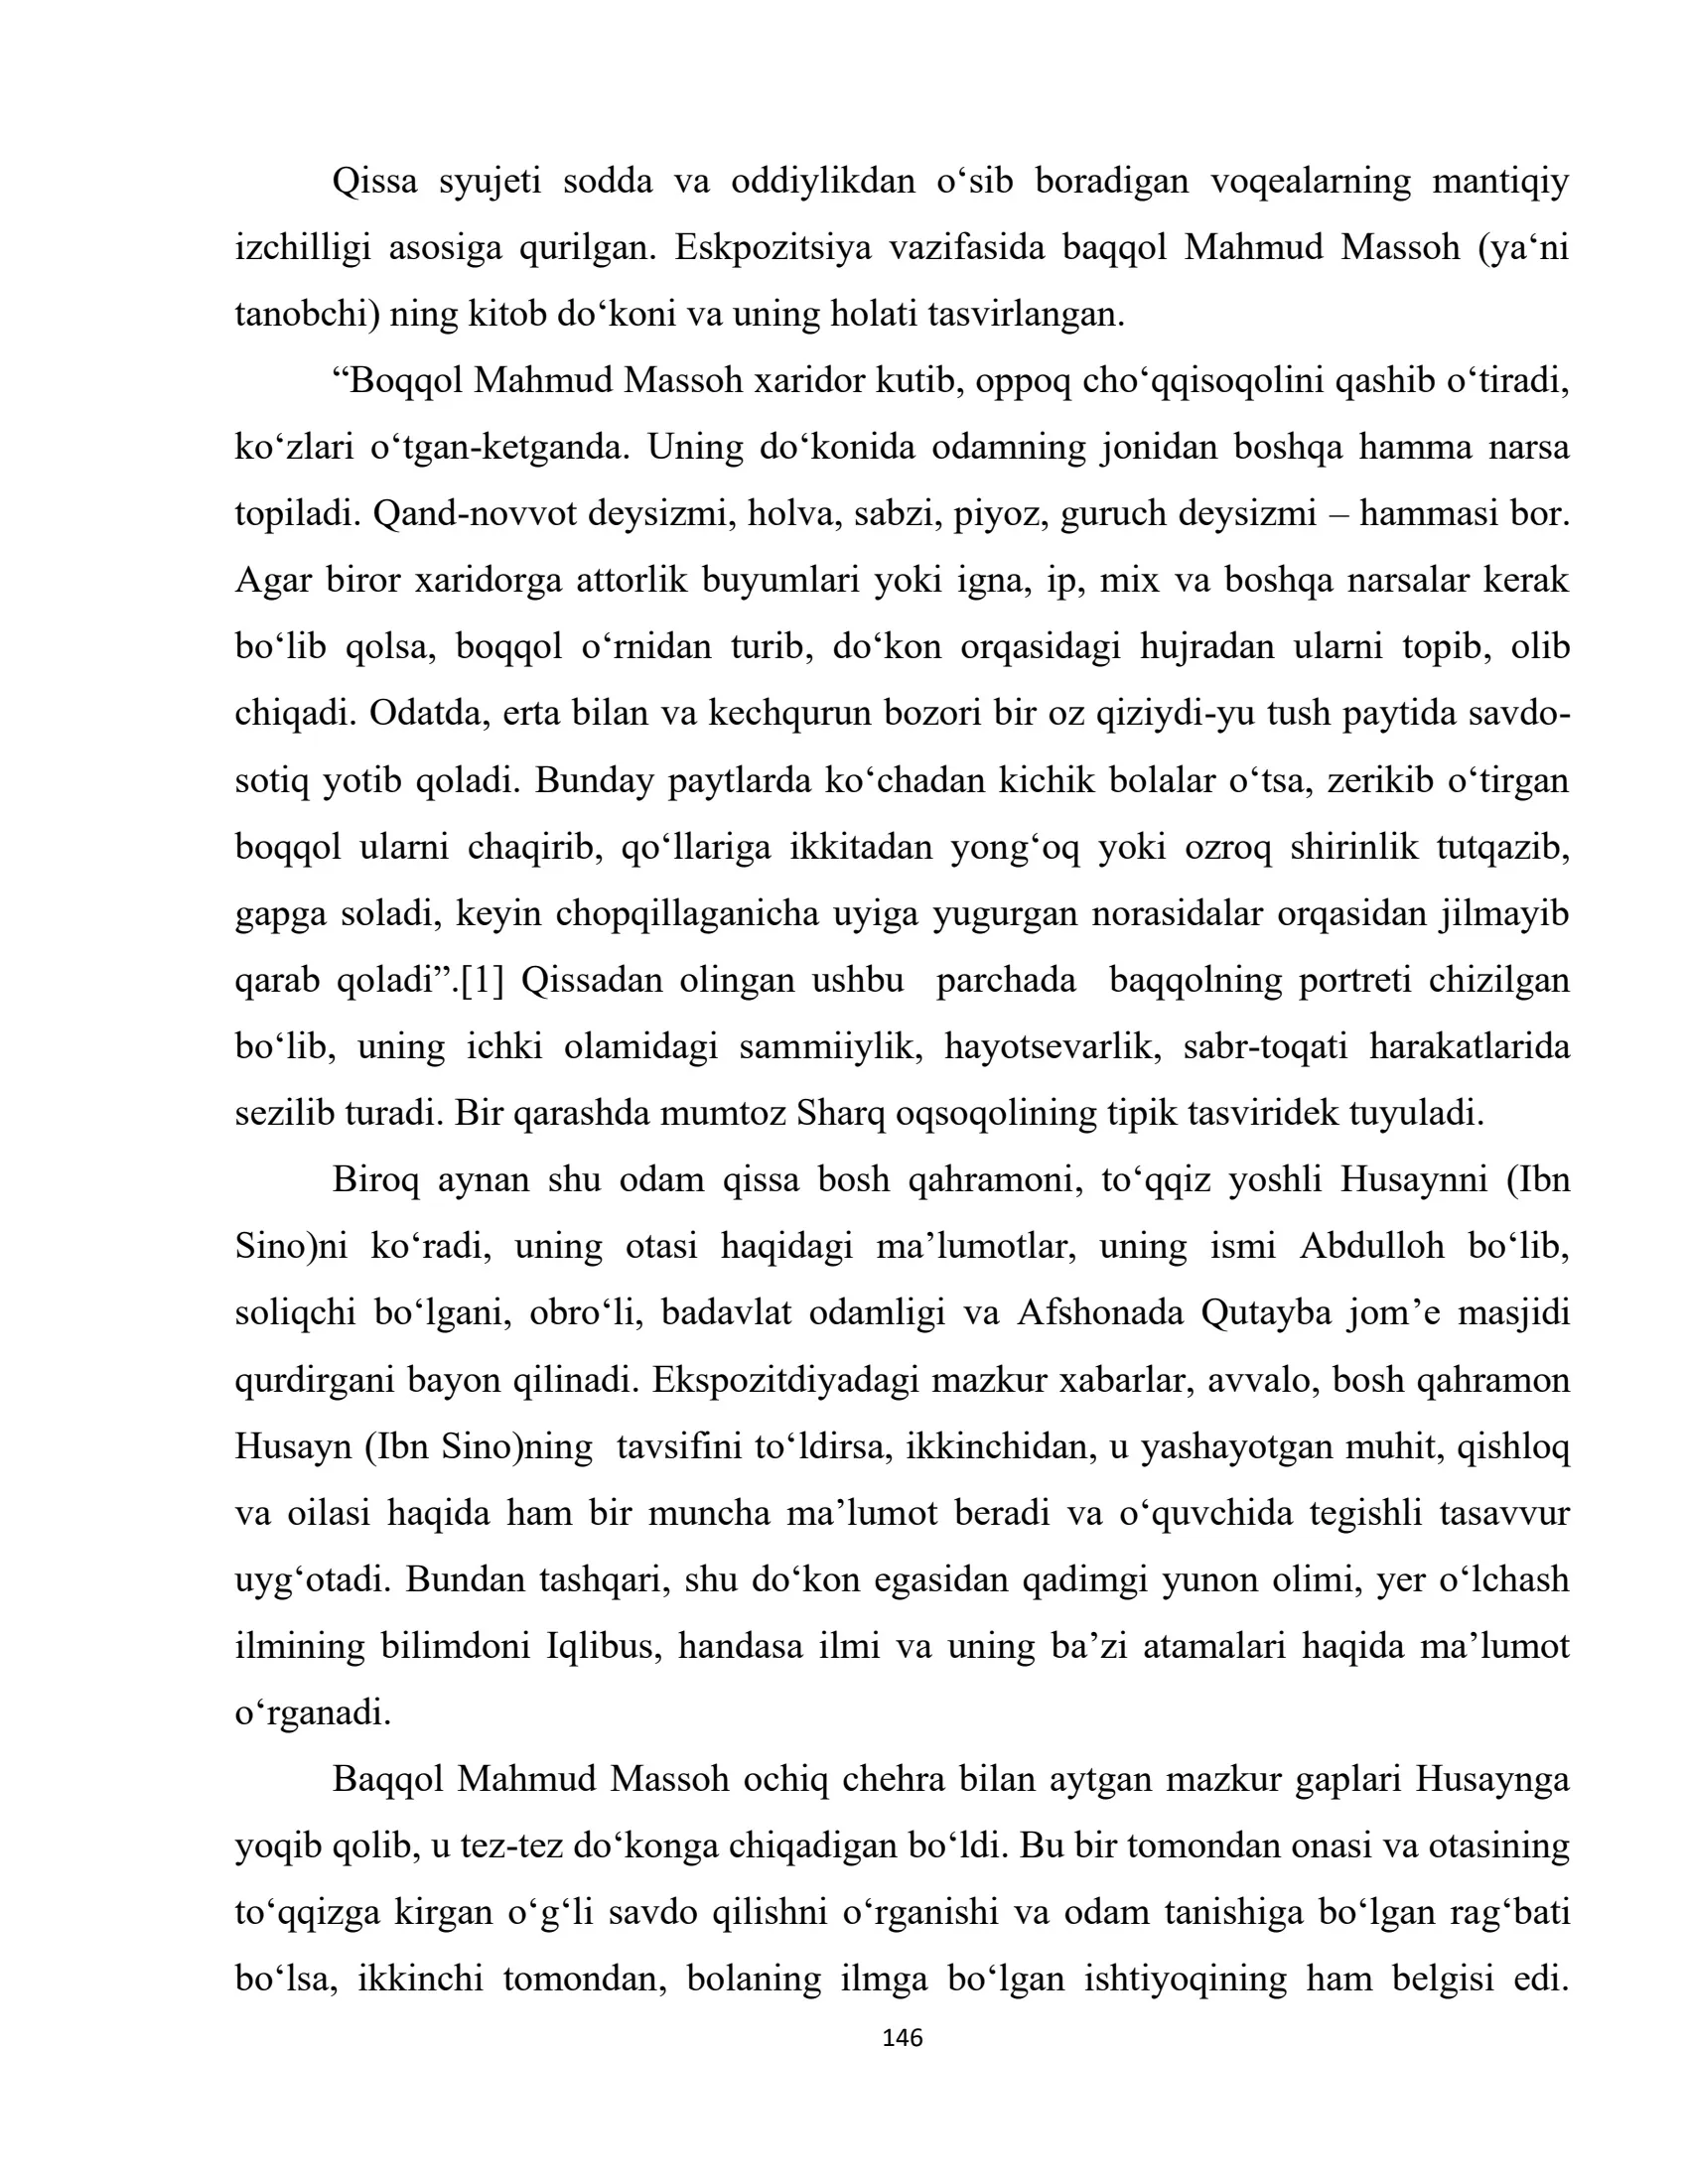 Qissa syujeti sodda va oddiylikdan o‘sib boradigan voqealarning mantiqiy
izchilligi asosiga qurilgan. Eskpozitsiya vazifasida baqqol Mahmud Massoh (ya‘ni
tanobchi) ning kitob do‘koni va uning holati tasvirlangan.
“Boqqol Mahmud Massoh xaridor kutib, oppoq cho‘qqisoqolini qashib o‘tiradi,
ko‘zlari o‘tgan-ketganda. Uning do‘konida odamning jonidan boshqa hamma narsa
topiladi. Qand-novvot deysizmi, holva, sabzi, piyoz, guruch deysizmi – hammasi bor.
Agar biror xaridorga attorlik buyumlari yoki igna, ip, mix va boshqa narsalar kerak
bo‘lib qolsa, boqqol o‘rnidan turib, do‘kon orqasidagi hujradan ularni topib, olib
chiqadi. Odatda, erta bilan va kechqurun bozori bir oz qiziydi-yu tush paytida savdo-
sotiq yotib qoladi. Bunday paytlarda ko‘chadan kichik bolalar o‘tsa, zerikib o‘tirgan
boqqol ularni chaqirib, qo‘llariga ikkitadan yong‘oq yoki ozroq shirinlik tutqazib,
gapga soladi, keyin chopqillaganicha uyiga yugurgan norasidalar orqasidan jilmayib
qarab qoladi”.[1] Qissadan olingan ushbu  parchada  baqqolning portreti chizilgan
bo‘lib, uning ichki olamidagi sammiiylik, hayotsevarlik, sabr-toqati harakatlarida
sezilib turadi. Bir qarashda mumtoz Sharq oqsoqolining tipik tasviridek tuyuladi.
Biroq aynan shu odam qissa bosh qahramoni, to‘qqiz yoshli Husaynni (Ibn
Sino)ni ko‘radi, uning otasi haqidagi ma’lumotlar, uning ismi Abdulloh bo‘lib,
soliqchi bo‘lgani, obro‘li, badavlat odamligi va Afshonada Qutayba jom’e masjidi
qurdirgani bayon qilinadi. Ekspozitdiyadagi mazkur xabarlar, avvalo, bosh qahramon
Husayn (Ibn Sino)ning  tavsifini to‘ldirsa, ikkinchidan, u yashayotgan muhit, qishloq
va oilasi haqida ham bir muncha ma’lumot beradi va o‘quvchida tegishli tasavvur
uyg‘otadi. Bundan tashqari, shu do‘kon egasidan qadimgi yunon olimi, yer o‘lchash
ilmining bilimdoni Iqlibus, handasa ilmi va uning ba’zi atamalari haqida ma’lumot
o‘rganadi.
Baqqol Mahmud Massoh ochiq chehra bilan aytgan mazkur gaplari Husaynga
yoqib qolib, u tez-tez do‘konga chiqadigan bo‘ldi. Bu bir tomondan onasi va otasining
to‘qqizga kirgan o‘g‘li savdo qilishni o‘rganishi va odam tanishiga bo‘lgan rag‘bati
bo‘lsa, ikkinchi tomondan, bolaning ilmga bo‘lgan ishtiyoqining ham belgisi edi.
146